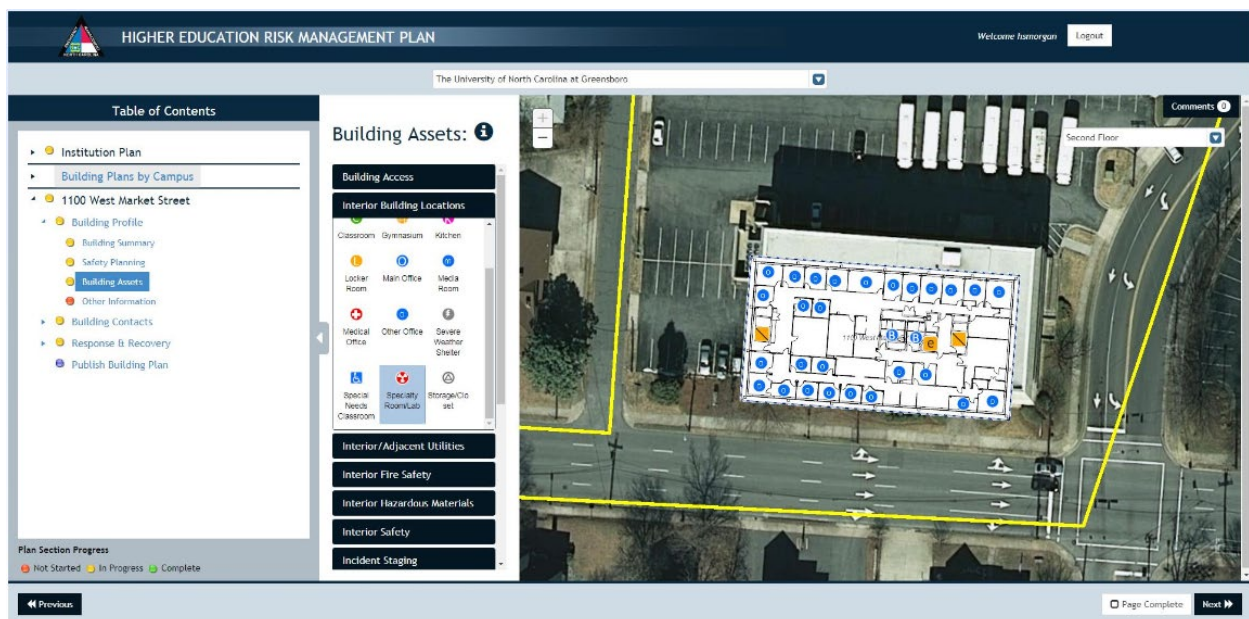 HIGHER EDUCATION RISK MANAGEMENT PLAN
Welcome hsmorgan
Logout
The University of North Carolina at Greensboro
Table of Contents
Institution Plan
Building Plans by Campus
1100 West Market Street
Building Profile
Building Summary
Safety Planning
Building Assets
Other Information
Building Contacts
Response & Recovery
Publish Building Plan
Plan Section Progress
Not Started
In Progress
Complete
Building Assets:
Building Access
Interior Building Locations
Classroom
Gymnasium
Kitchen
Locker
Room
Main Office
Media
Room
Medical
Office
Other Office
Severe
Weather
Shelter
Special
Needs
Classroom
Specialty
Room/Lab
Storage/Clo
set
Interior/Adjacent Utilities
Interior Fire Safety
Interior Hazardous Materials
Interior Safety
Incident Staging
Comments 0
Second Floor
1100 West
Previous
Page Complete
Next